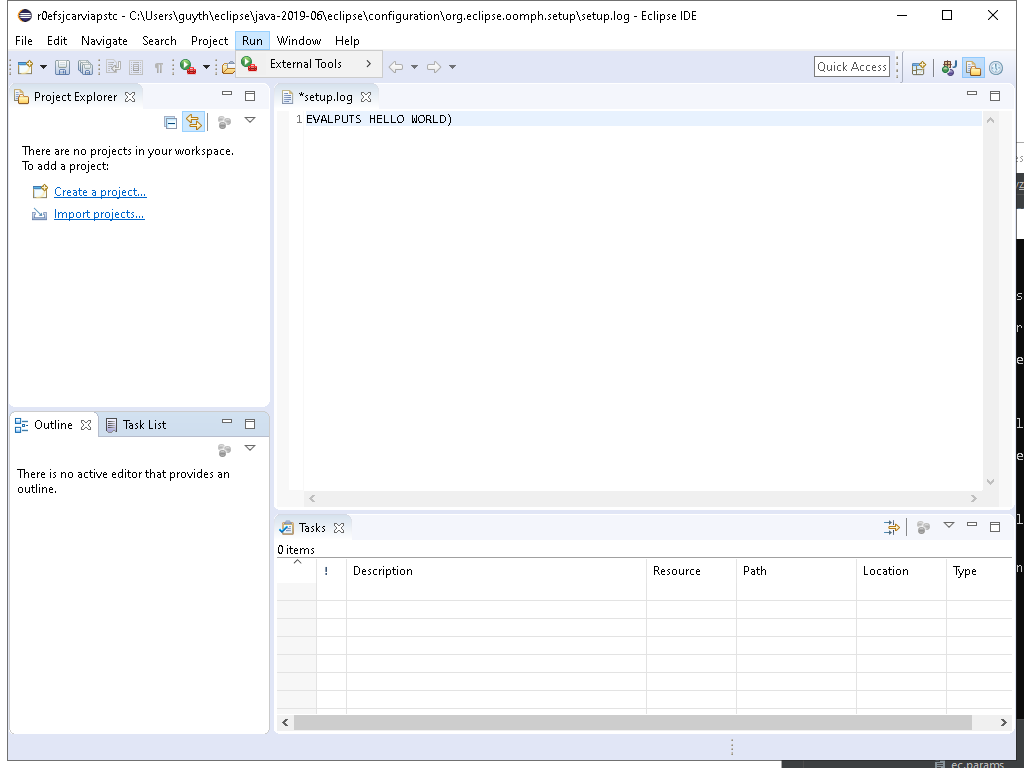 r0efsjcarviapstc - C:\Users\guyth\eclipse\java-2019-06\eclipse\configuration\org.eclipse.oomph.setup\setup.log - Eclipse IDE
File Edit Navigate Search Project Run Window Help
External Tools
Quick Access
Project Explorer
*setup.log
1 EVALPUTS HELLO WORLD)
There are no projects in your workspace.
To add a project:
Create a project...
Import projects...
Outline
Task List
There is no active editor that provides an
outline.
Tasks
0 items
! Description Resource Path Location Type
ec.params